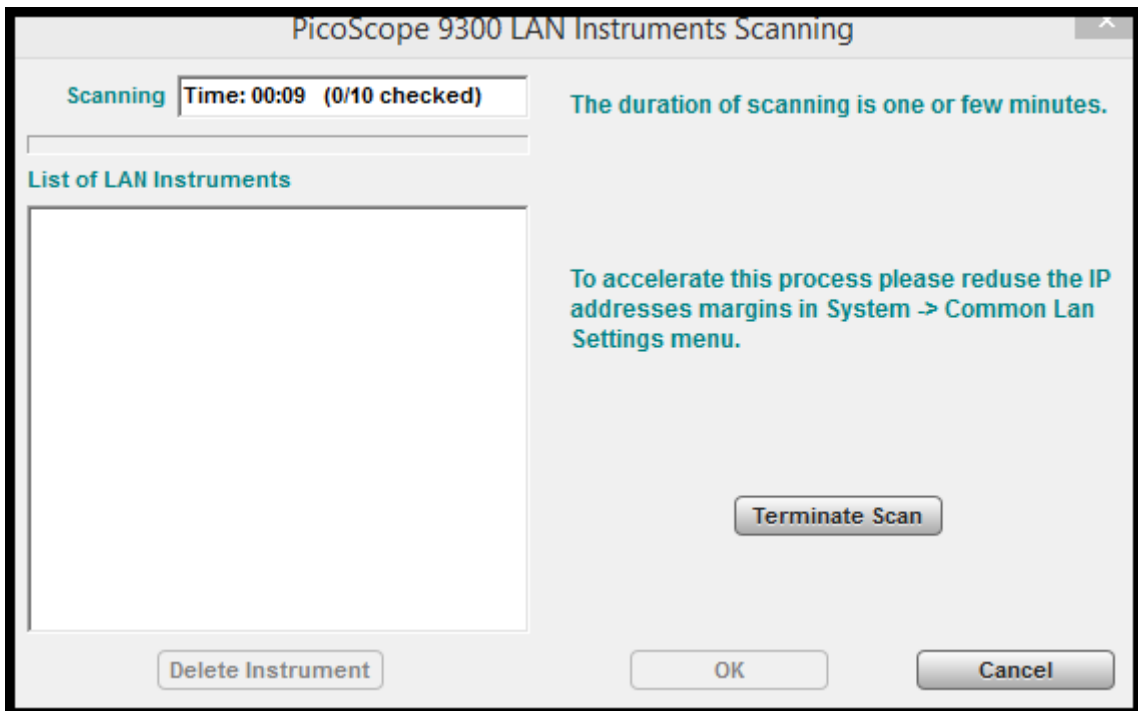 PicoScope 9300 LAN Instruments Scanning
Scanning Time: 00:09 (0/10 checked)
The duration of scanning is one or few minutes.
List of LAN Instruments
To accelerate this process please reduse the IP
addresses margins in System -> Common Lan
Settings menu.
Terminate Scan
Delete Instrument
OK
Cancel